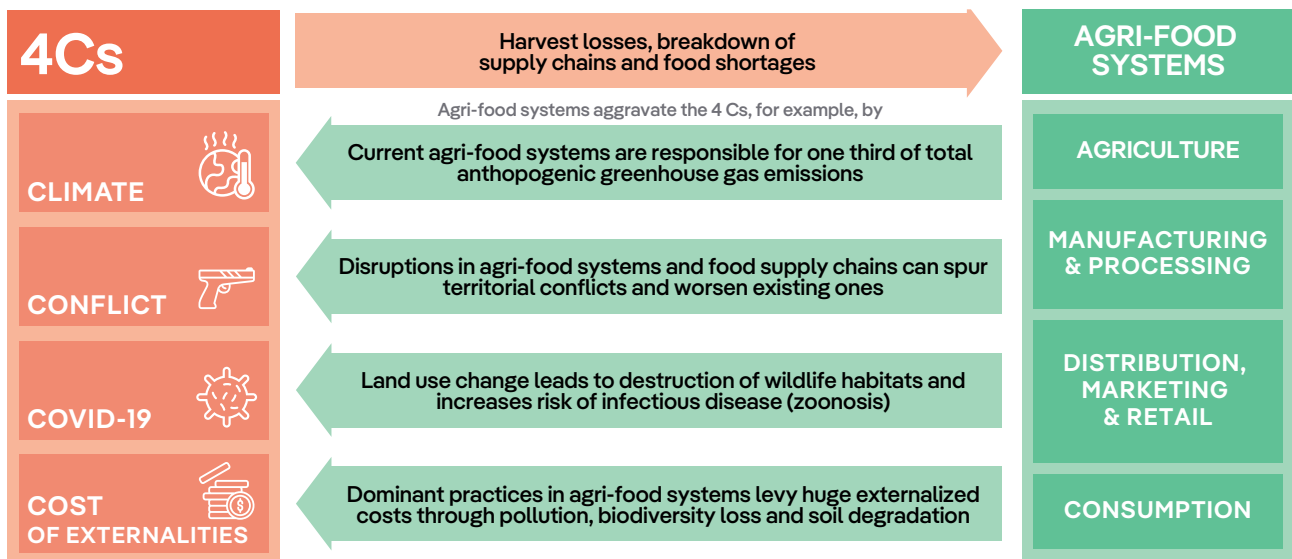 4Cs
Harvest losses, breakdown of
supply chains and food shortages
AGRI-FOOD
SYSTEMS
Agri-food systems aggravate the 4 Cs, for example, by
CLIMATE
Current agri-food systems are responsible for one third of total
anthopogenic greenhouse gas emissions
AGRICULTURE
CONFLICT
Disruptions in agri-food systems and food supply chains can spur
territorial conflicts and worsen existing ones
MANUFACTURING
& PROCESSING
COVID-19
Land use change leads to destruction of wildlife habitats and
increases risk of infectious disease (zoonosis)
DISTRIBUTION,
MARKETING
& RETAIL
COST
OF EXTERNALITIES
$
Dominant practices in agri-food systems levy huge externalized
costs through pollution, biodiversity loss and soil degradation
CONSUMPTION